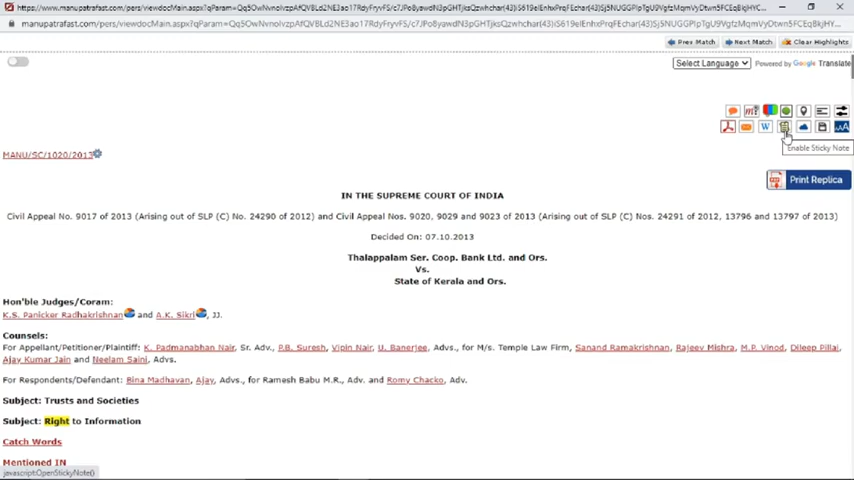 manupatrafast.com/pers/viewdocMain.aspx?qParam=
Prev Match Next Match Clear Highlights
Select Language Powered by Google Translate
Enable Sticky Note
MANU/SC/1020/2013
Print Replica
IN THE SUPREME COURT OF INDIA
Civil Appeal No. 9017 of 2013 (Arising out of SLP (C) No. 24290 of 2012) and Civil Appeal Nos. 9020, 9029 and 9023 of 2013 (Arising out of SLP (C) Nos. 24291 of 2012, 13796 and 13797 of 2013)
Decided On: 07.10.2013
Thalappalam Ser. Coop. Bank Ltd. and Ors.
Vs.
State of Kerala and Ors.
Hon'ble Judges/Coram:
K.S. Panicker Radhakrishnan and A.K. Sikri, JJ.
Counsels:
For Appellant/Petitioner/Plaintiff: K. Padmanabhan Nair, Sr. Adv., P.B. Suresh, Vipin Nair, U. Banerjee, Advs., for M/s. Temple Law Firm, Sanand Ramakrishnan, Rajeev Mishra, M.P. Vinod, Dileep Pillai,
Ajay Kumar Jain and Neelam Saini, Advs.
For Respondents/Defendant: Bina Madhavan, Ajay, Advs., for Ramesh Babu M.R., Adv. and Romy Chacko, Adv.
Subject: Trusts and Societies
Subject: Right to Information
Catch Words
Mentioned IN
javascript:OpenStickyNote()